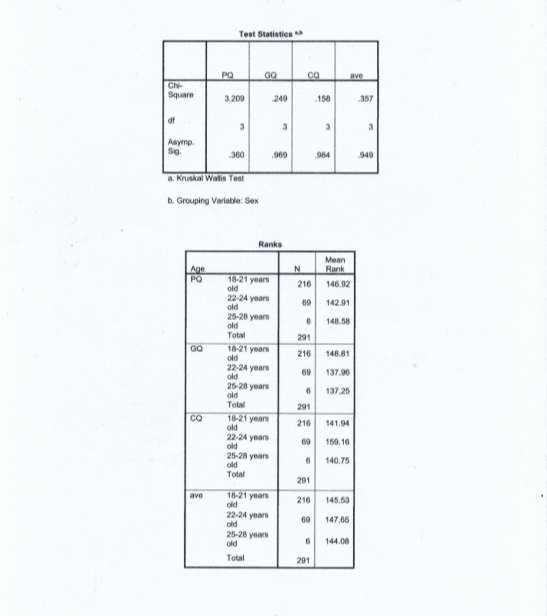 Test Statistics a,b
PQ GQ CQ ave
Chi-
Square 3.209 .249 .158 .357
df 3 3 3 3
Asymp.
Sig. .360 .969 .984 .949
a. Kruskal Wallis Test
b. Grouping Variable: Sex
Ranks
Age N Mean
Rank
PQ 18-21 years
old 216 146.92
22-24 years
old 69 142.91
25-28 years
old 6 148.58
Total 291
GQ 18-21 years
old 216 148.81
22-24 years
old 69 137.96
25-28 years
old 6 137.25
Total 291
CQ 18-21 years
old 216 141.94
22-24 years
old 69 159.16
25-28 years
old 6 140.75
Total 291
ave 18-21 years
old 216 145.53
22-24 years
old 69 147.65
25-28 years
old 6 144.08
Total 291